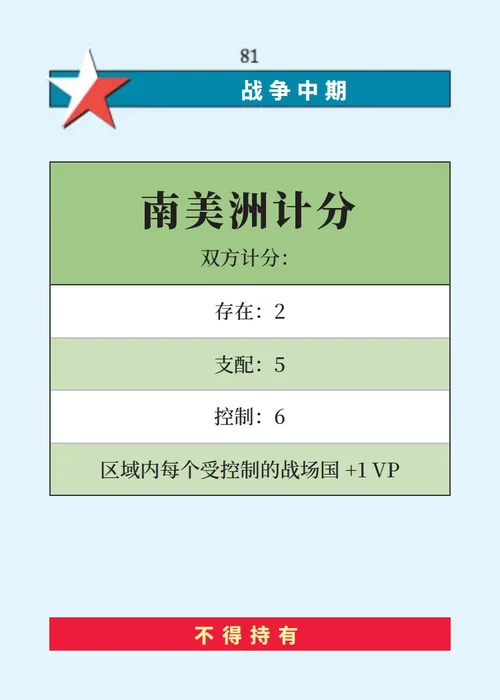 81
战争中期
南美洲计分
双方计分：
存在：2
支配：5
控制：6
区域内每个受控制的战场国 +1 VP
不得持有